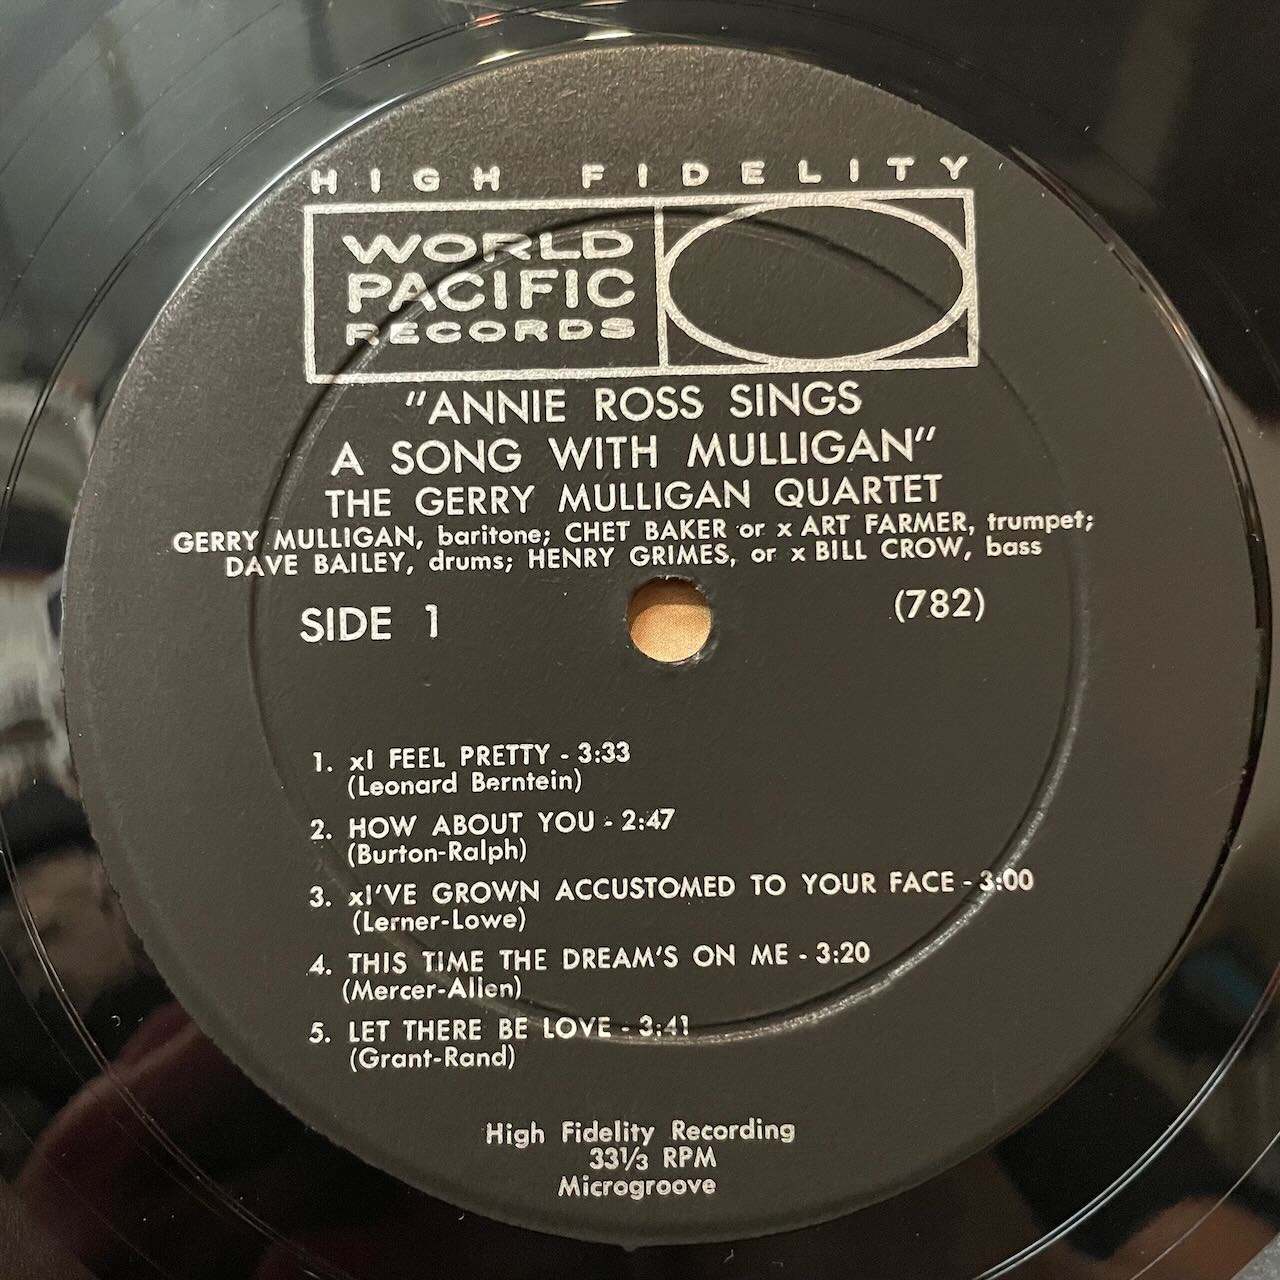 HIGH FIDELITY
WORLD
PACIFIC
RECORDS
"ANNIE ROSS SINGS
A SONG WITH MULLIGAN"
THE GERRY MULLIGAN QUARTET
GERRY MULLIGAN, baritone; CHET BAKER or x ART FARMER, trumpet;
DAVE BAILEY, drums; HENRY GRIMES, or x BILL CROW, bass
SIDE 1 (782)
1. xI FEEL PRETTY - 3:33
(Leonard Berntein)
2. HOW ABOUT YOU - 2:47
(Burton-Ralph)
3. xI'VE GROWN ACCUSTOMED TO YOUR FACE - 3:00
(Lerner-Lowe)
4. THIS TIME THE DREAM'S ON ME - 3:20
(Mercer-Allen)
5. LET THERE BE LOVE - 3:41
(Grant-Rand)
High Fidelity Recording
33⅓ RPM
Microgroove